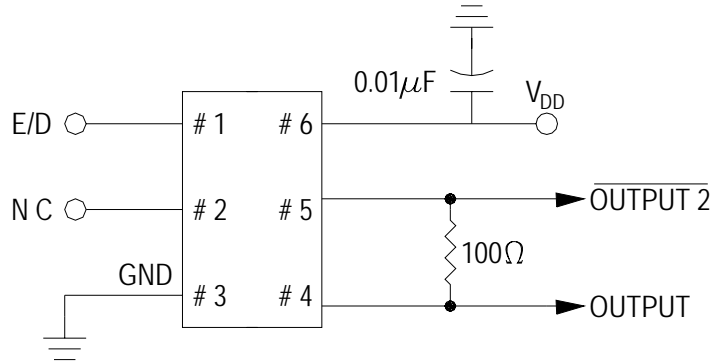 0.01μF
V_DD
E/D
# 1
# 6
N C
# 2
# 5
OUTPUT 2
100Ω
GND
# 3
# 4
OUTPUT